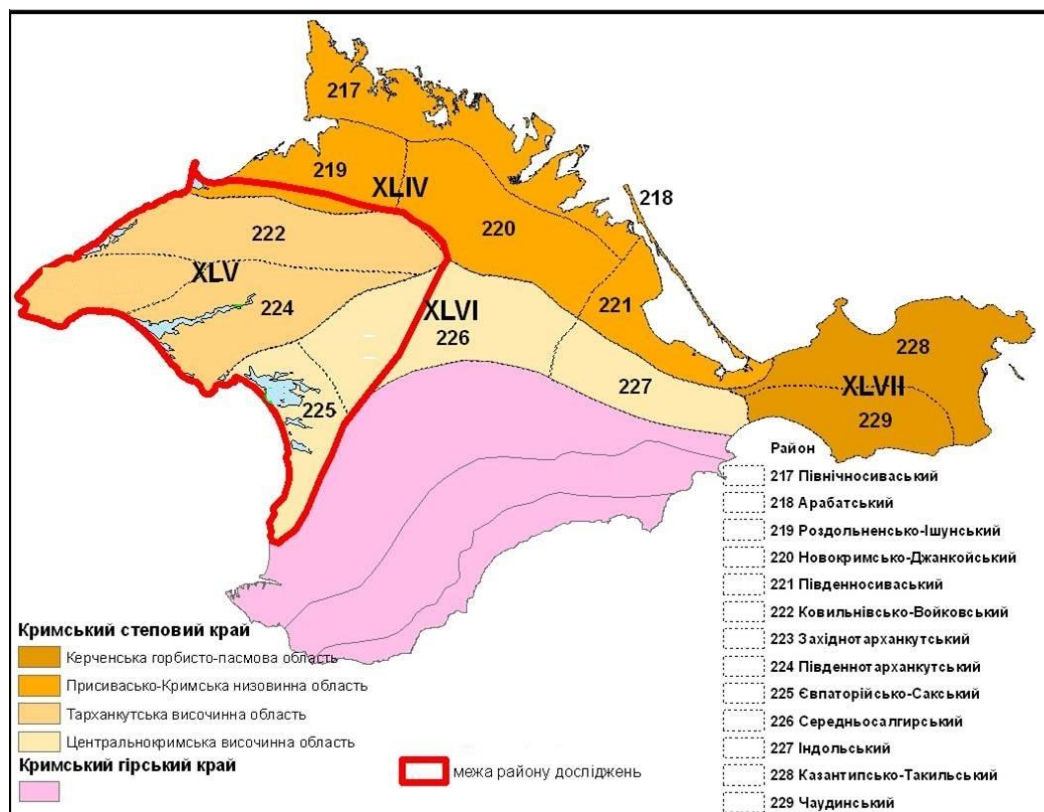 217
219
XLIV
218
222
220
XLV
224
XLVI
221
226
228
225
227
XLVII
229
Район
217 Північносиваський
218 Арабатський
219 Роздольненсько-Ішунський
220 Новокримсько-Джанкойський
221 Південносиваський
222 Ковильнівсько-Войковський
223 Західнотарханкутський
224 Південнотарханкутський
225 Євпаторійсько-Сакський
226 Середньосалгирський
227 Індольський
228 Казантипсько-Такильський
229 Чаудинський
Кримський степовий край
Керченська горбисто-пасмова область
Присивасько-Кримська низовинна область
Тарханкутська височинна область
Центральнокримська височинна область
Кримський гірський край
межа району досліджень